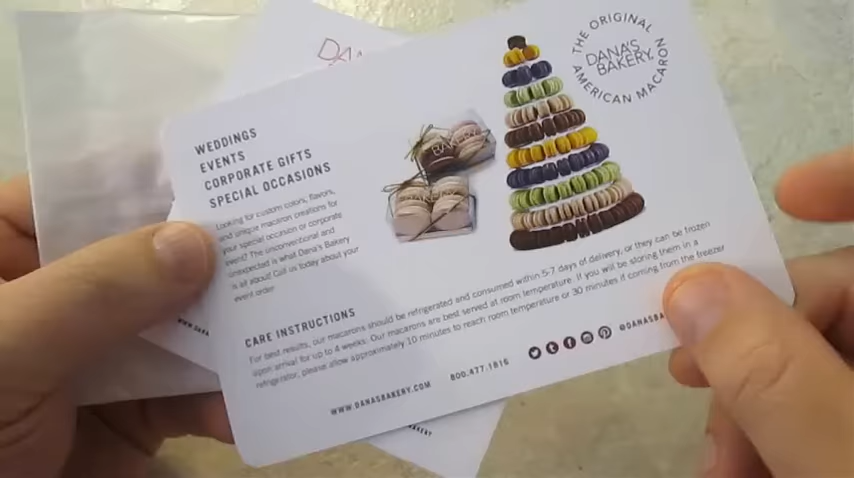 DANA
THE ORIGINAL
DANA'S
BAKERY
AMERICAN MACARON
WEDDINGS
EVENTS
CORPORATE GIFTS
SPECIAL OCCASIONS
Looking for custom colors, flavors,
and unique macaron creations for
your special occasion or corporate
event? The unconventional and
unexpected is what Dana's Bakery
is all about! Call us today about your
event order
BAKERY
CARE INSTRUCTIONS
For best results, our macarons should be refrigerated and consumed within 5-7 days of delivery, or they can be frozen
upon arrival for up to 4 weeks. Our macarons are best served at room temperature. If you will be storing them in a
refrigerator, please allow approximately 10 minutes to reach room temperature or 30 minutes if coming from the freezer
WWW.DANASBAKERY.COM 800.477.1816 @DANASBA